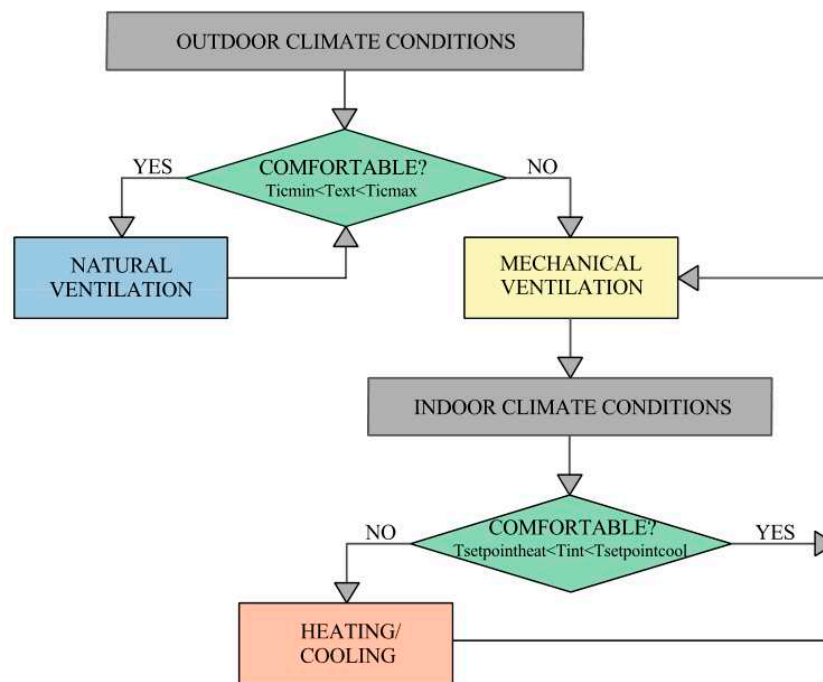 OUTDOOR CLIMATE CONDITIONS
YES
COMFORTABLE?
NO
Ticmin<Text<Ticmax
NATURAL
VENTILATION
MECHANICAL
VENTILATION
INDOOR CLIMATE CONDITIONS
NO
COMFORTABLE?
YES
Tsetpointheat<Tint<Tsetpointcool
HEATING/
COOLING